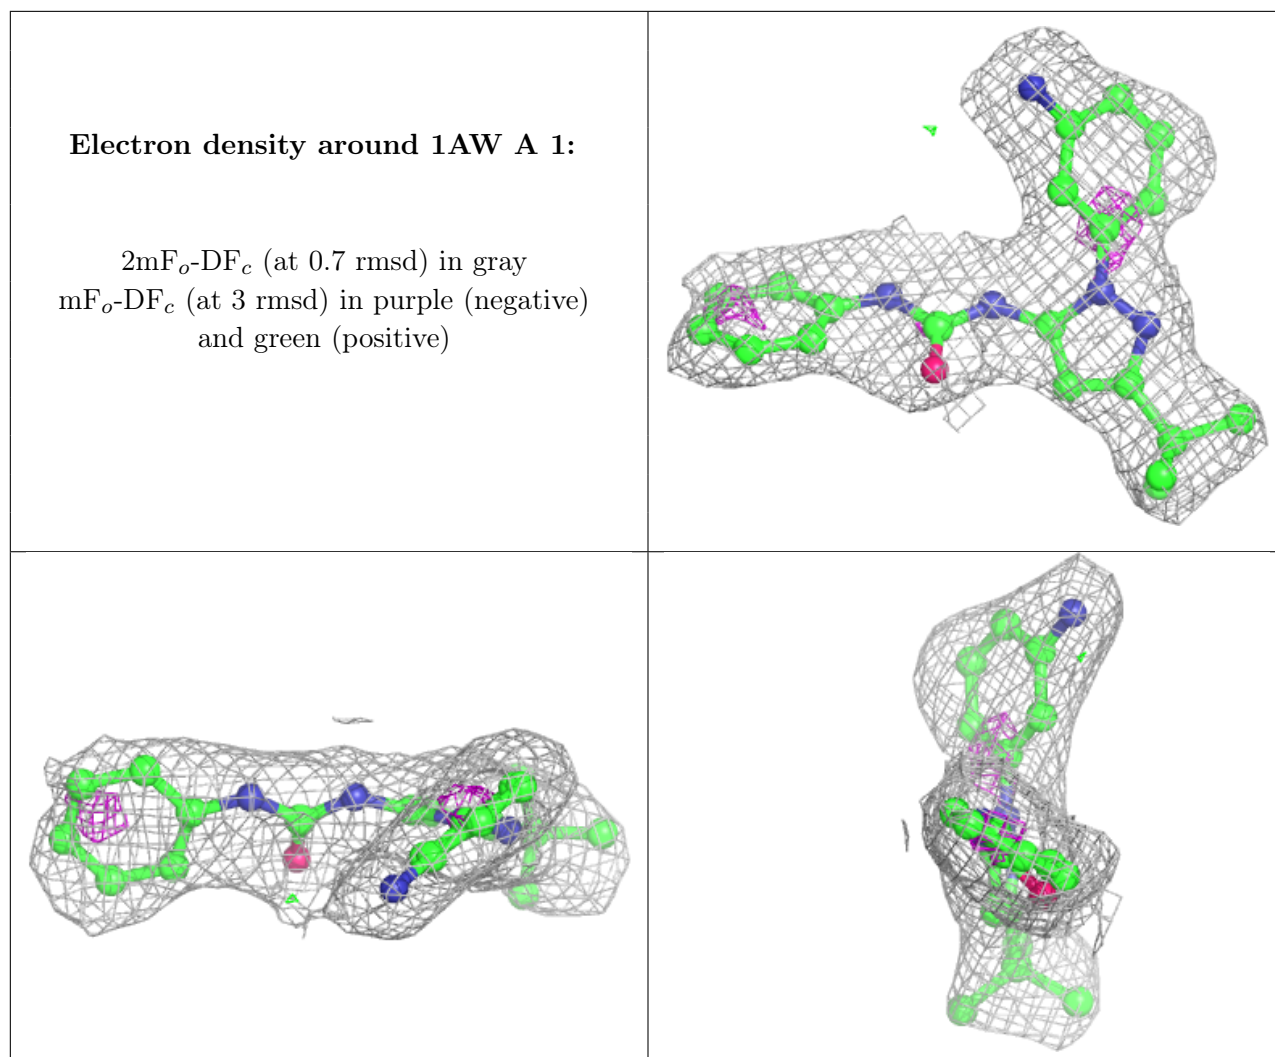 Electron density around 1AW A 1:
2mFo-DFc (at 0.7 rmsd) in gray
mFo-DFc (at 3 rmsd) in purple (negative)
and green (positive)